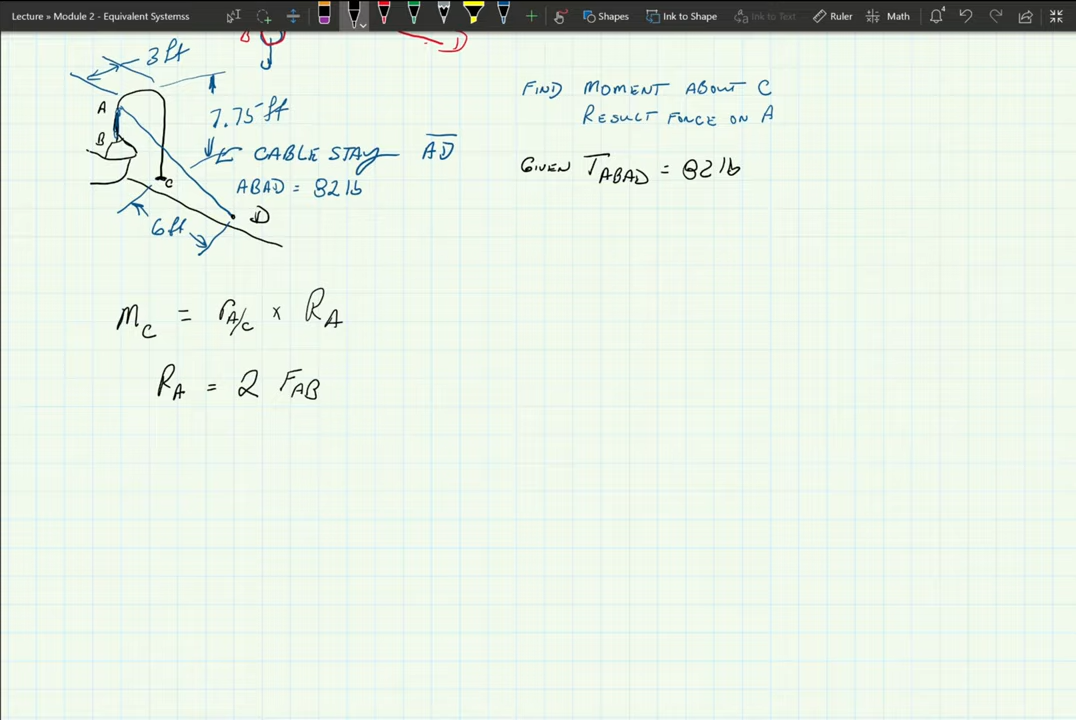 Lecture » Module 2 - Equivalent Systemss
Shapes
Ink to Shape
Ink to Text
Ruler
Math
4
B
D
3 ft
A
B
7.75 ft
CABLE STAY AD
C
ABAD = 82 lb
D
6 ft
FIND MOMENT ABOUT C
RESULT FORCE ON A
GIVEN TABAD = 82 lb
MC = rA/C × RA
RA = 2 FAB